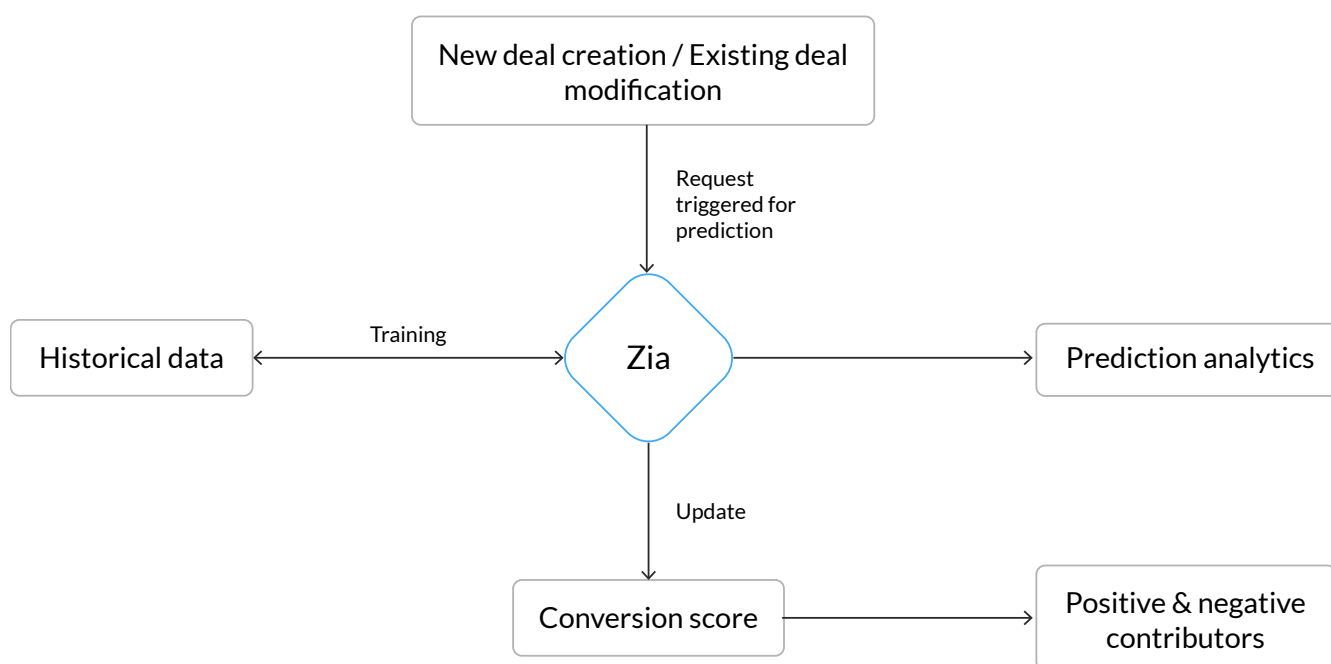 New deal creation / Existing deal
modification
Request
triggered for
prediction
Training
Historical data
Zia
Prediction analytics
Update
Conversion score
Positive & negative
contributors